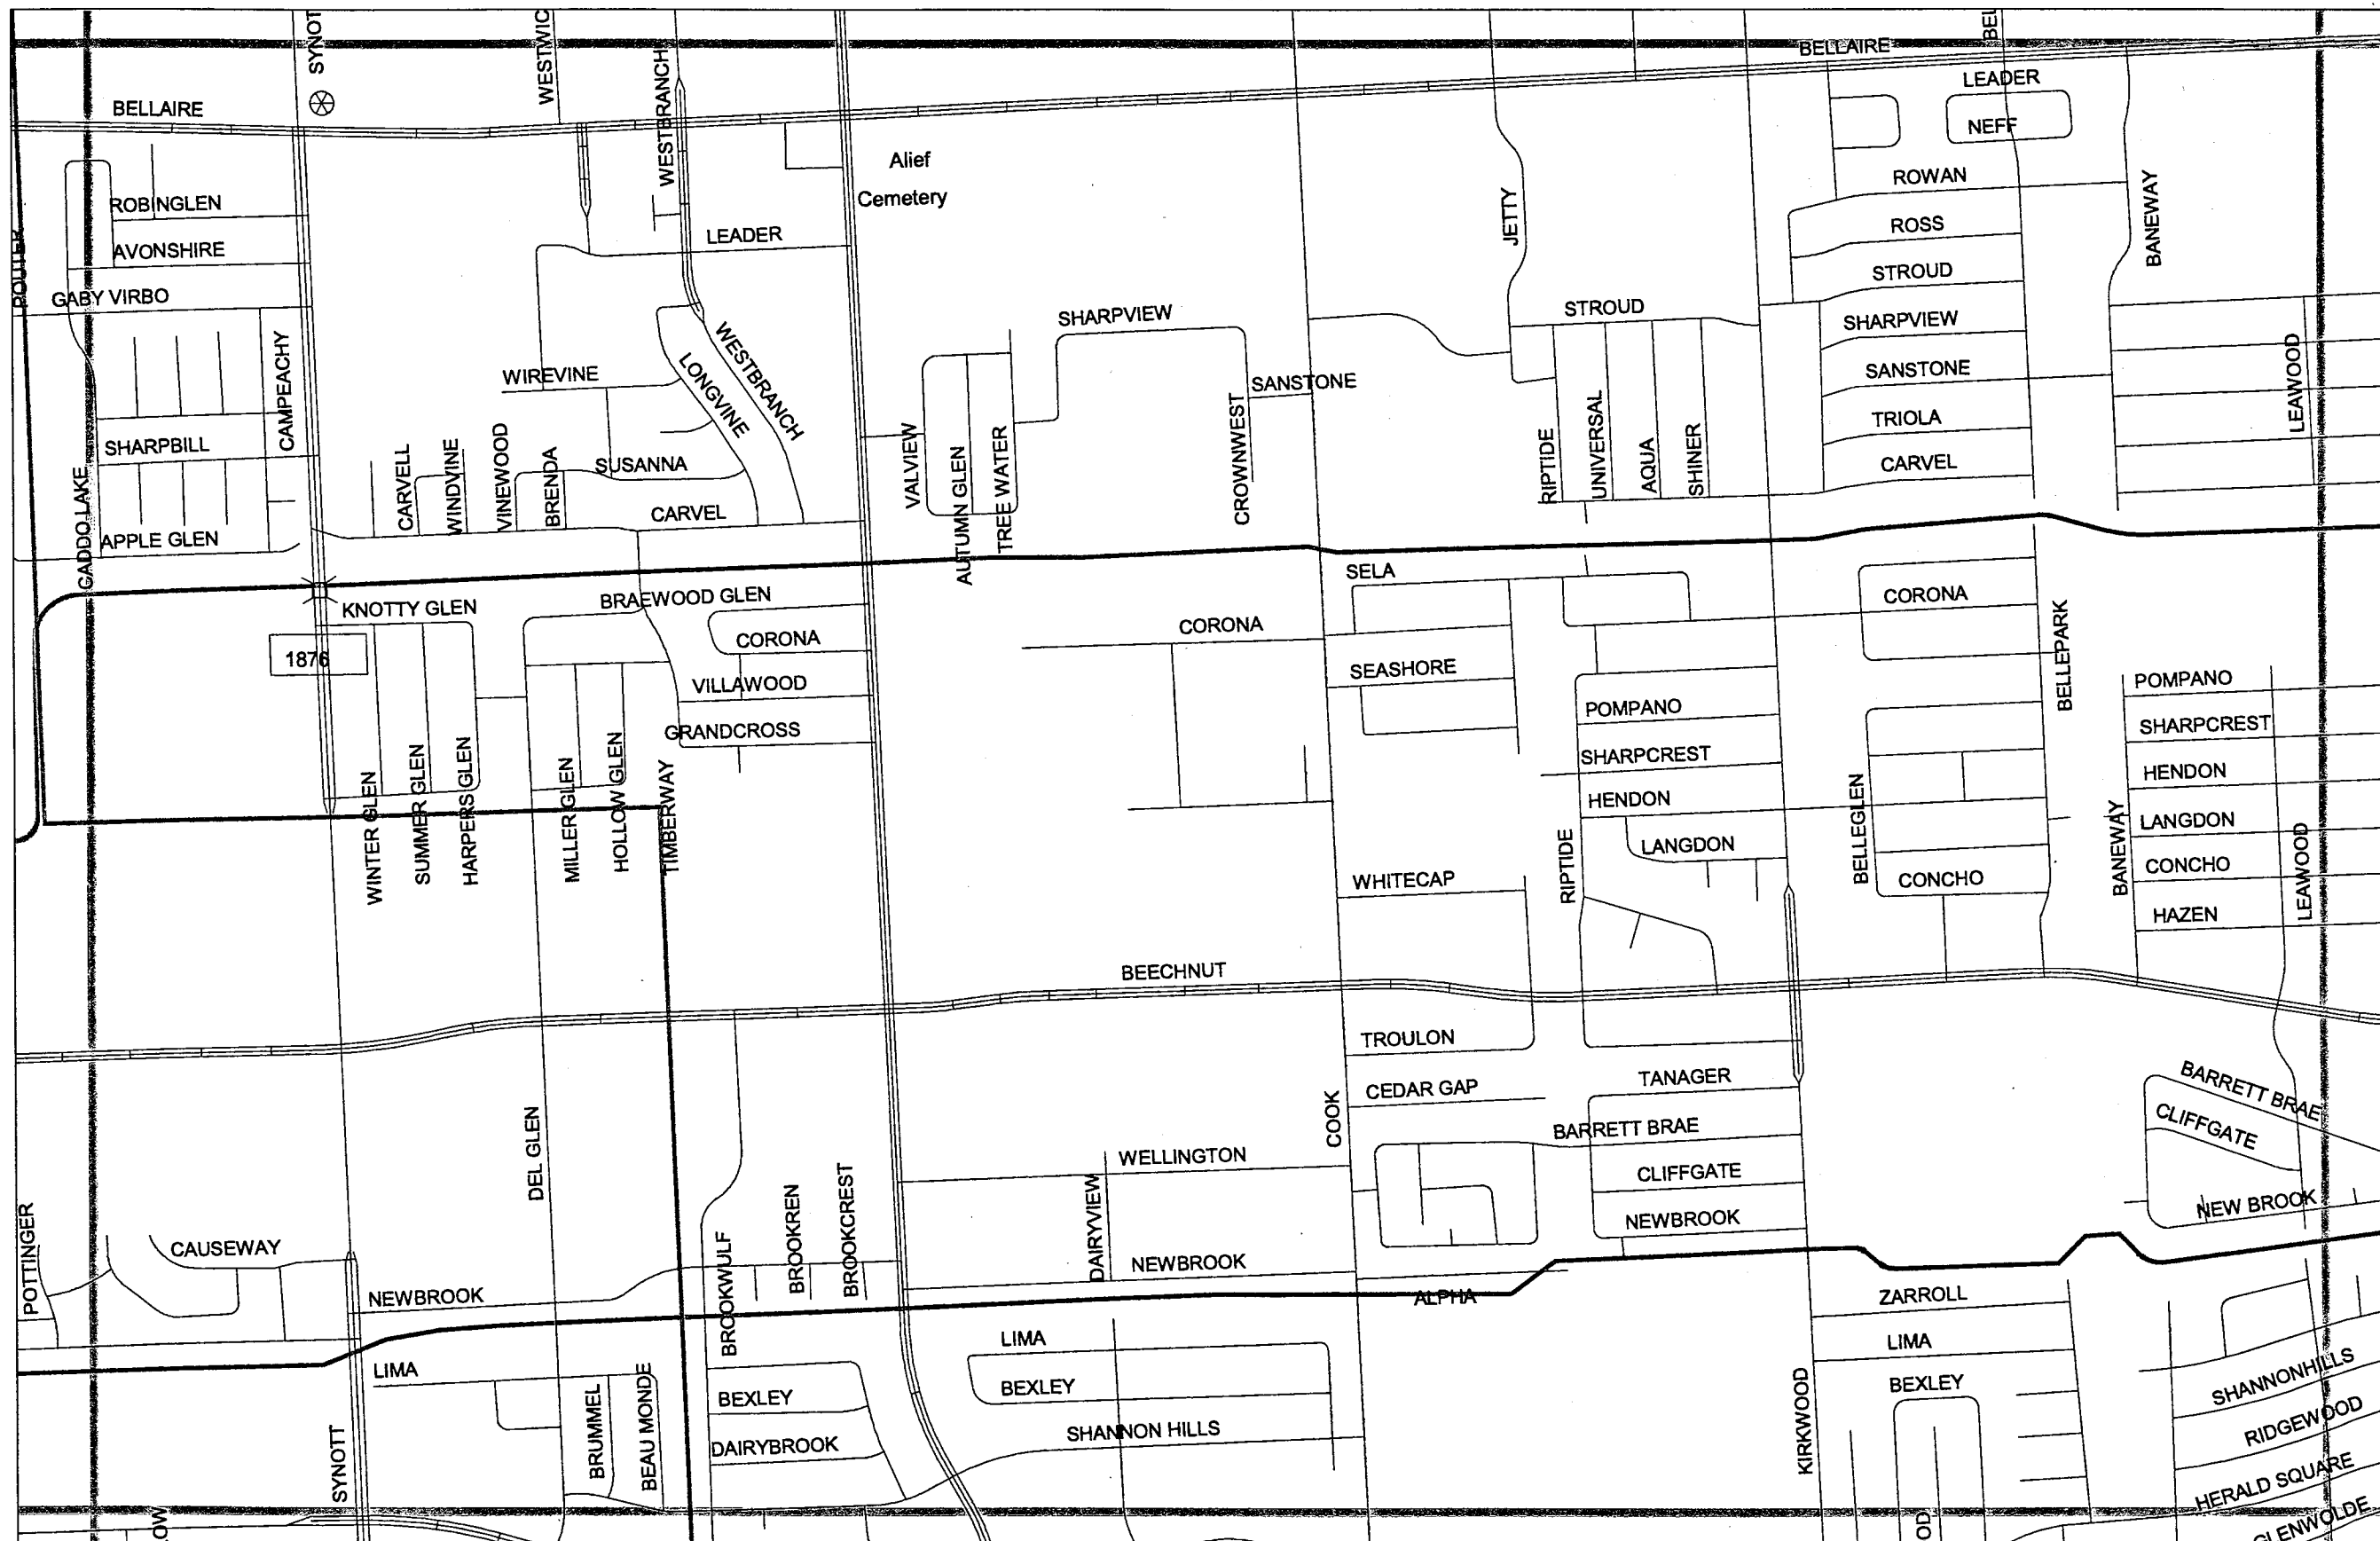 SYNOT
WESTWIC
WESTBRANCH
BELLAIRE
BEL
BELLAIRE
LEADER
NEFF
Alief
Cemetery
ROBINGLEN
AVONSHIRE
GABY VIRBO
POUTER
LEADER
JETTY
ROWAN
ROSS
STROUD
BANEWAY
SHARPVIEW
STROUD
SHARPVIEW
SANSTONE
TRIOLA
CARVEL
LEAWOOD
CAMPEACHY
WIREVINE
LONGVINE
WESTBRANCH
SANSTONE
CROWNWEST
SHARPBILL
CADDO LAKE
CARVELL
WINDVINE
VINEWOOD
BRENDA
SUSANNA
CARVEL
VALVIEW
AUTUMN GLEN
TREE WATER
RIPTIDE
UNIVERSAL
AQUA
SHINER
APPLE GLEN
KNOTTY GLEN
BRAEWOOD GLEN
SELA
CORONA
1876
CORONA
CORONA
SEASHORE
BELLEPARK
VILLAWOOD
GRANDCROSS
POMPANO
SHARPCREST
HENDON
LANGDON
POMPANO
SHARPCREST
HENDON
LANGDON
CONCHO
HAZEN
WINTER GLEN
SUMMER GLEN
HARPERS GLEN
MILLER GLEN
HOLLOW GLEN
TIMBERWAY
RIPTIDE
BELLEGLEN
BANEWAY
LEAWOOD
WHITECAP
CONCHO
BEECHNUT
TROULON
CEDAR GAP
TANAGER
COOK
BARRETT BRAE
CLIFFGATE
NEWBROOK
BARRETT BRAE
CLIFFGATE
NEW BROOK
DEL GLEN
WELLINGTON
DAIRYVIEW
POTTINGER
CAUSEWAY
NEWBROOK
BROOKWULF
BROOKREN
BROOKCREST
NEWBROOK
ALPHA
ZARROLL
LIMA
BEXLEY
LIMA
BEXLEY
SHANNON HILLS
LIMA
BRUMMEL
BEAU MONDE
BEXLEY
DAIRYBROOK
SYNOTT
KIRKWOOD
SHANNONHILLS
RIDGEWOOD
HERALD SQUARE
GLENWOLDE
OW
OD